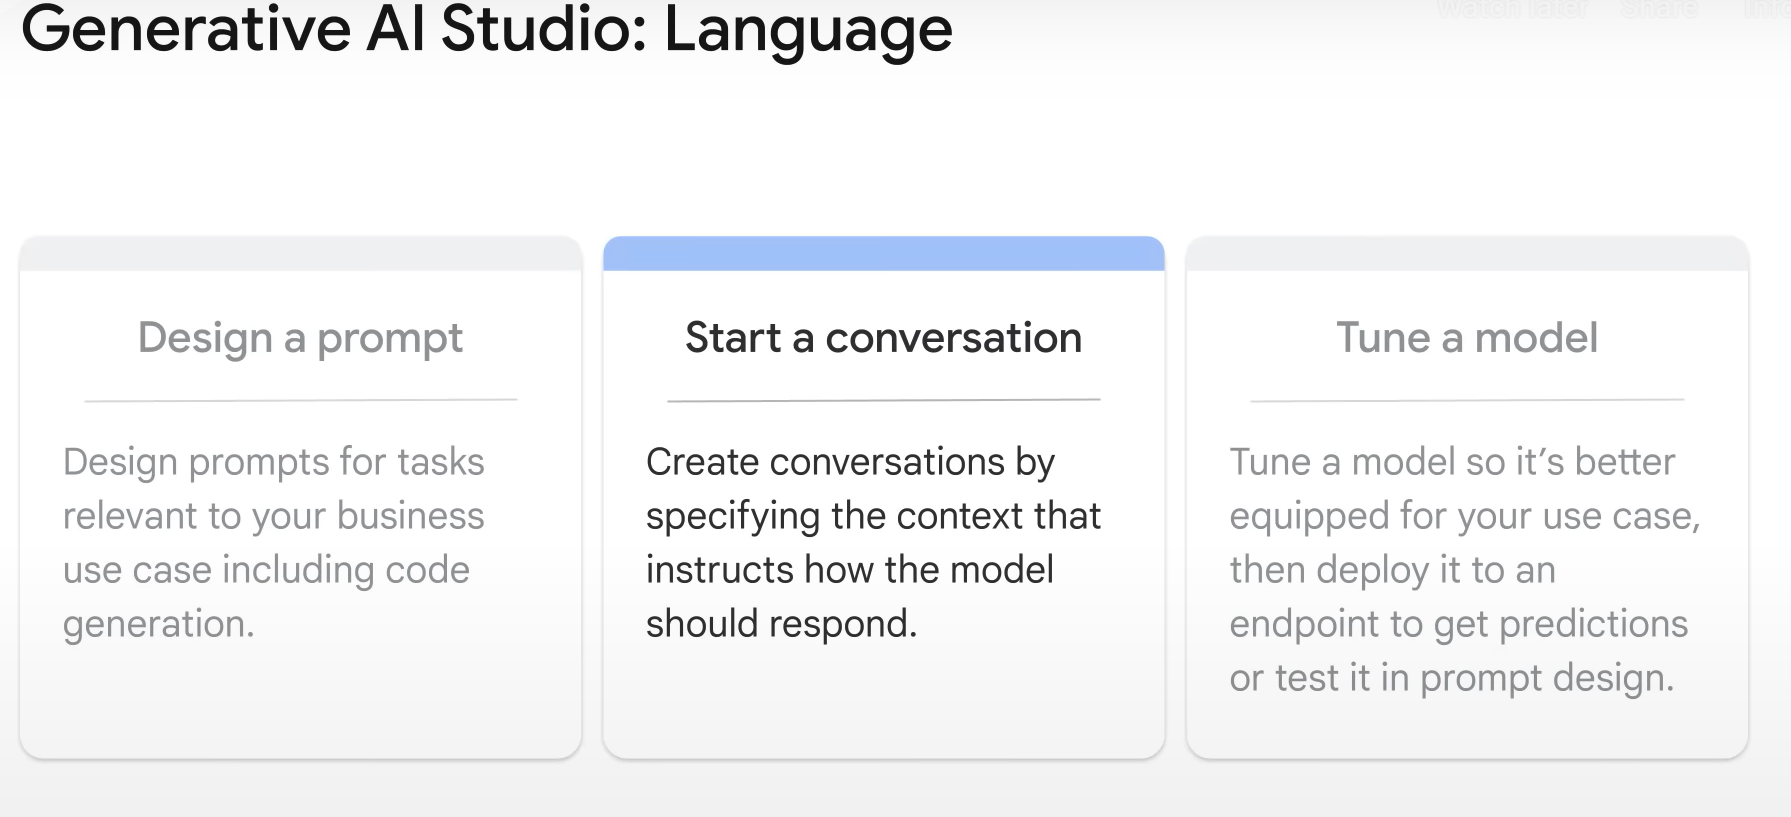 Generative AI Studio: Language
Watch later Share
Design a prompt
Design prompts for tasks
relevant to your business
use case including code
generation.
Start a conversation
Create conversations by
specifying the context that
instructs how the model
should respond.
Tune a model
Tune a model so it’s better
equipped for your use case,
then deploy it to an
endpoint to get predictions
or test it in prompt design.